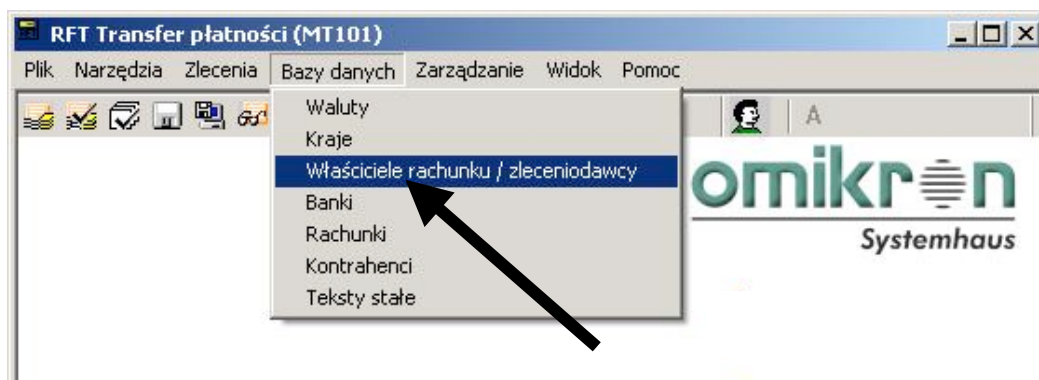 RFT Transfer płatności (MT101)
Plik Narzędzia Zlecenia Bazy danych Zarządzanie Widok Pomoc
A
Waluty
Kraje
Właściciele rachunku / zleceniodawcy
Banki
Rachunki
Kontrahenci
Teksty stałe
omikron
Systemhaus